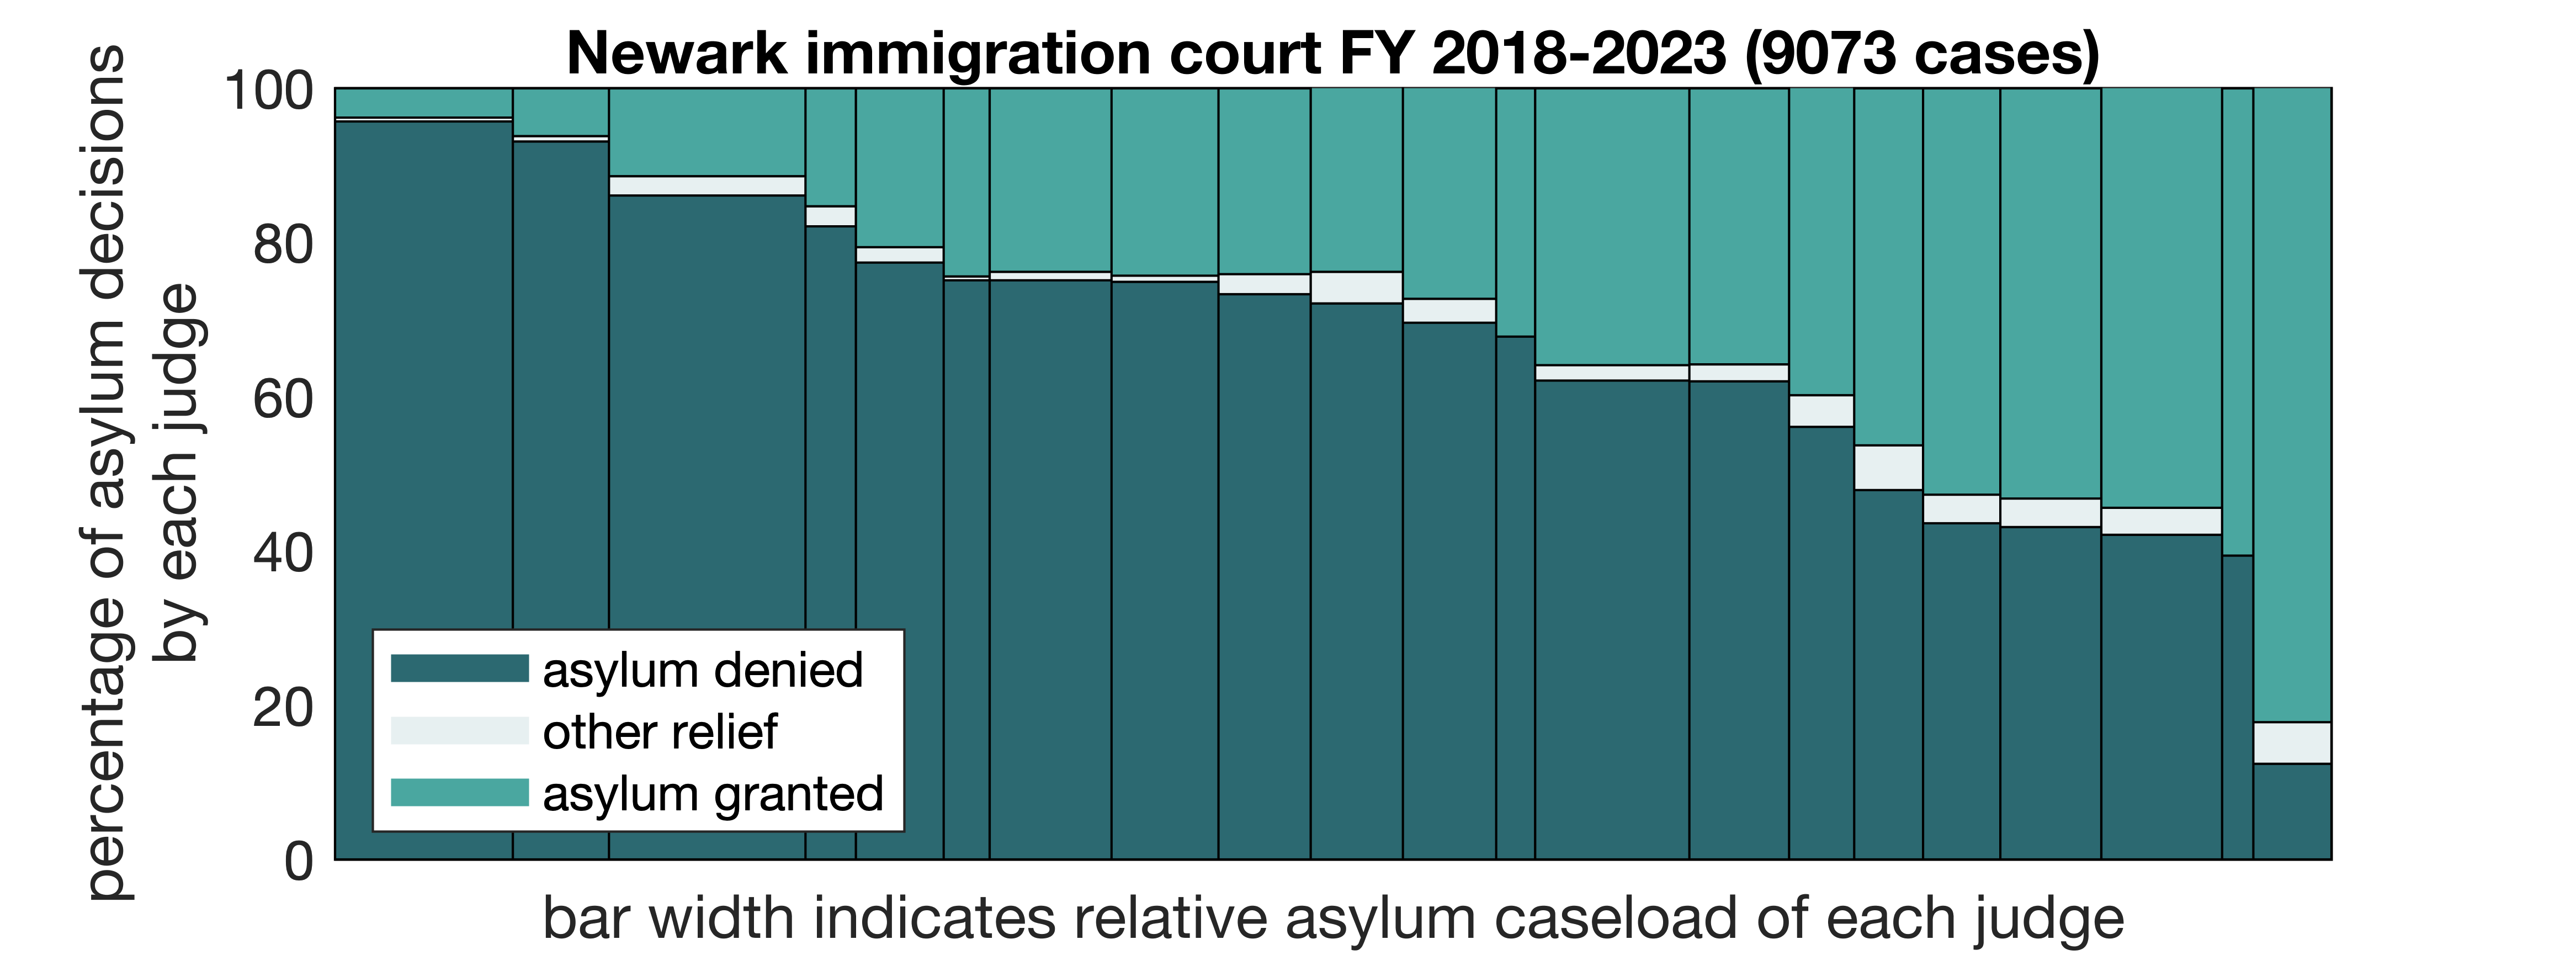 Newark immigration court FY 2018-2023 (9073 cases)
percentage of asylum decisions
by each judge
100
80
60
40
20
0
asylum denied
other relief
asylum granted
bar width indicates relative asylum caseload of each judge